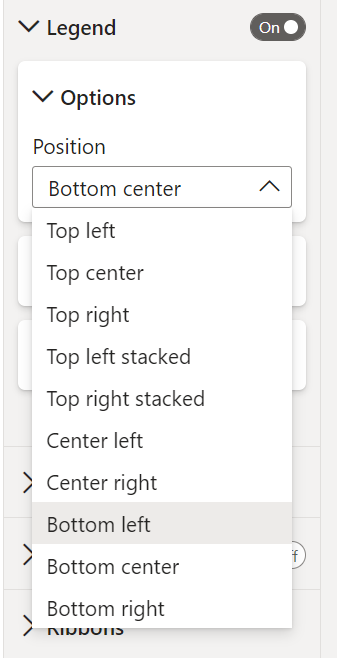 Legend
On
Options
Position
Bottom center
Top left
Top center
Top right
Top left stacked
Top right stacked
Center left
Center right
Bottom left
Bottom center
Bottom right
Ribbons